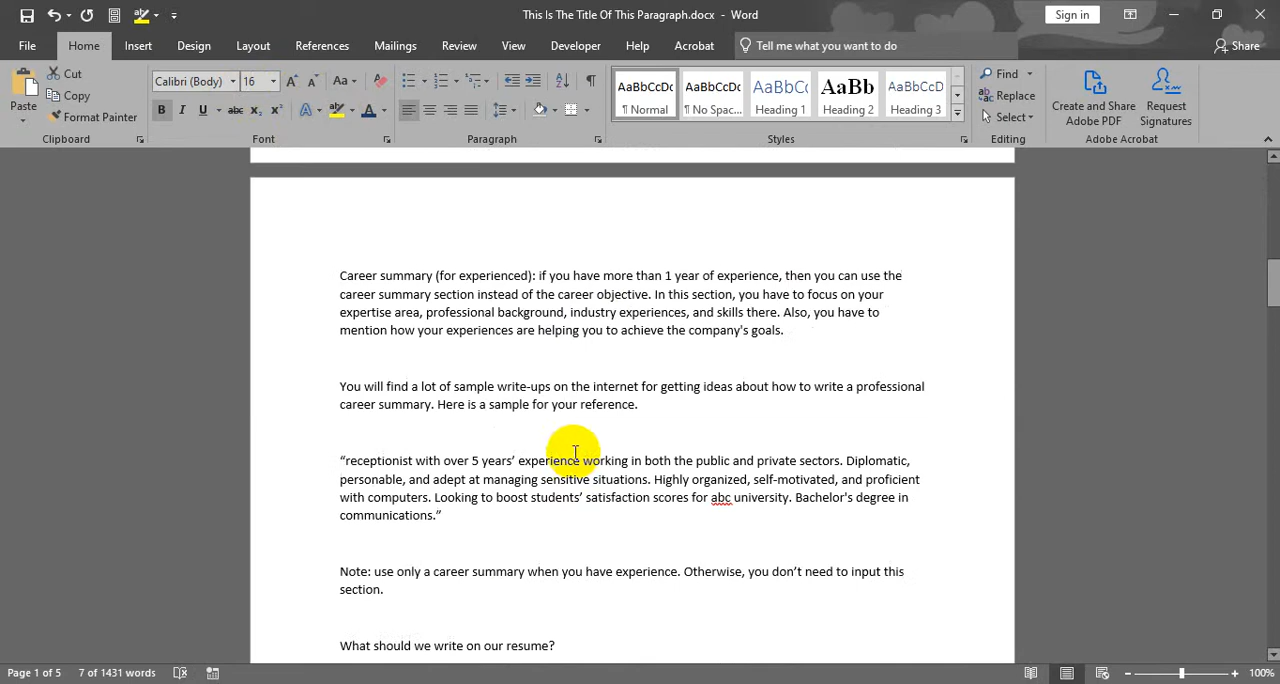 This Is The Title Of This Paragraph.docx - Word
Sign in
File Home Insert Design Layout References Mailings Review View Developer Help Acrobat Tell me what you want to do Share
Paste
Cut
Copy
Format Painter
Clipboard
Calibri (Body) 16
Font
Paragraph
AaBbCcDc
¶ Normal
AaBbCcDc
¶ No Spac...
AaBbCc
Heading 1
AaBb
Heading 2
AaBbCcD
Heading 3
Styles
Find
Replace
Select
Editing
Create and Share
Adobe PDF
Request
Signatures
Adobe Acrobat
Career summary (for experienced): if you have more than 1 year of experience, then you can use the
career summary section instead of the career objective. In this section, you have to focus on your
expertise area, professional background, industry experiences, and skills there. Also, you have to
mention how your experiences are helping you to achieve the company's goals.
You will find a lot of sample write-ups on the internet for getting ideas about how to write a professional
career summary. Here is a sample for your reference.
“receptionist with over 5 years’ experience working in both the public and private sectors. Diplomatic,
personable, and adept at managing sensitive situations. Highly organized, self-motivated, and proficient
with computers. Looking to boost students’ satisfaction scores for abc university. Bachelor's degree in
communications.”
Note: use only a career summary when you have experience. Otherwise, you don’t need to input this
section.
What should we write on our resume?
Page 1 of 5 7 of 1431 words 100%